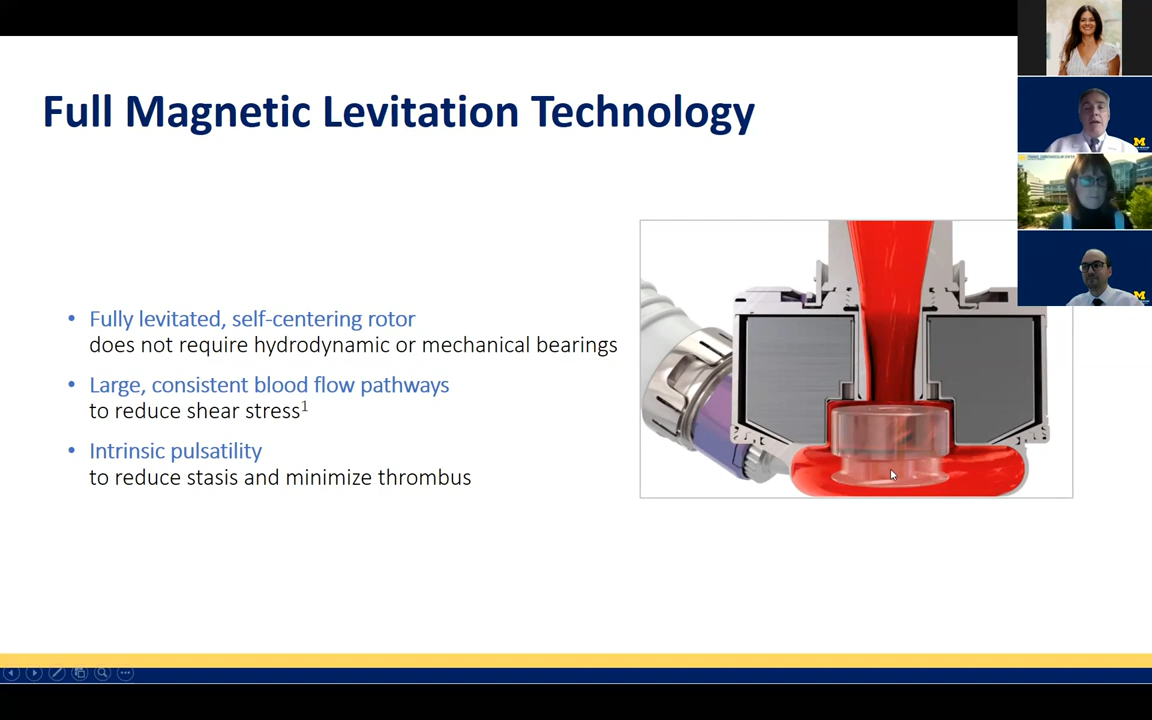 Full Magnetic Levitation Technology
• Fully levitated, self-centering rotor
does not require hydrodynamic or mechanical bearings
• Large, consistent blood flow pathways
to reduce shear stress1
• Intrinsic pulsatility
to reduce stasis and minimize thrombus
M
M